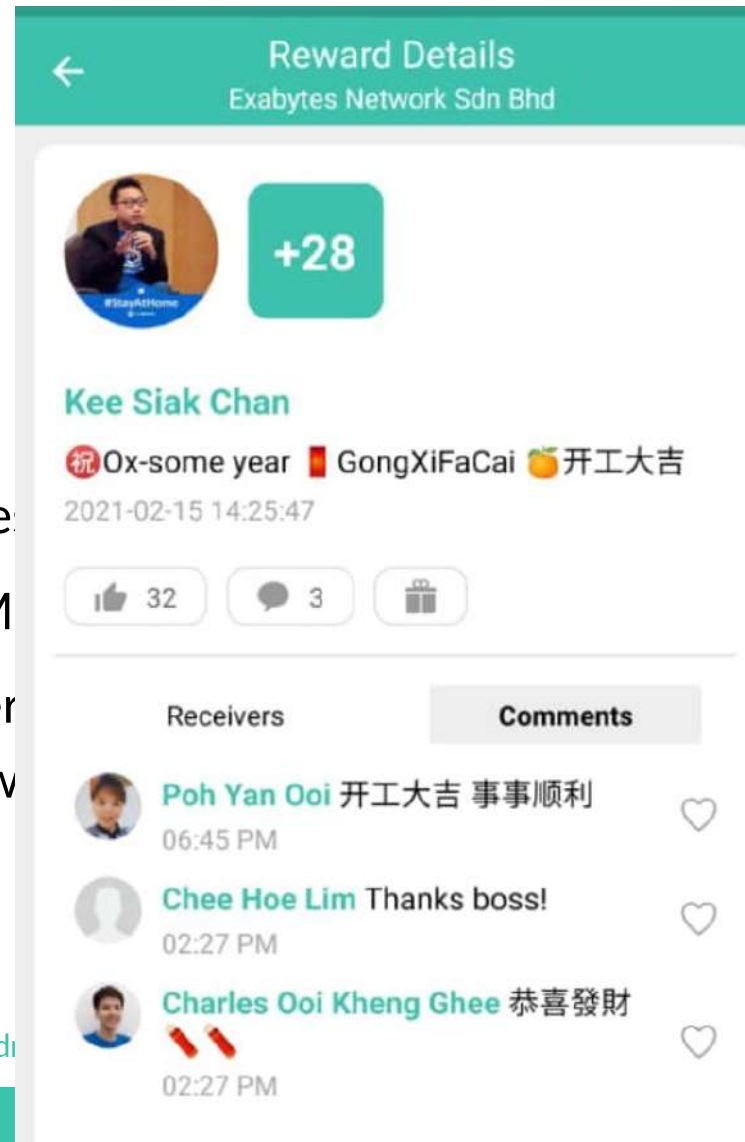 Reward Details
Exabytes Network Sdn Bhd
+28
#StayAtHome
Kee Siak Chan
㊗️Ox-some year 🧧 GongXiFaCai 🍊开工大吉
2021-02-15 14:25:47
32
3
Receivers
Comments
Poh Yan Ooi 开工大吉 事事顺利
06:45 PM
Chee Hoe Lim Thanks boss!
02:27 PM
Charles Ooi Kheng Ghee 恭喜發財
🧨🧨
02:27 PM